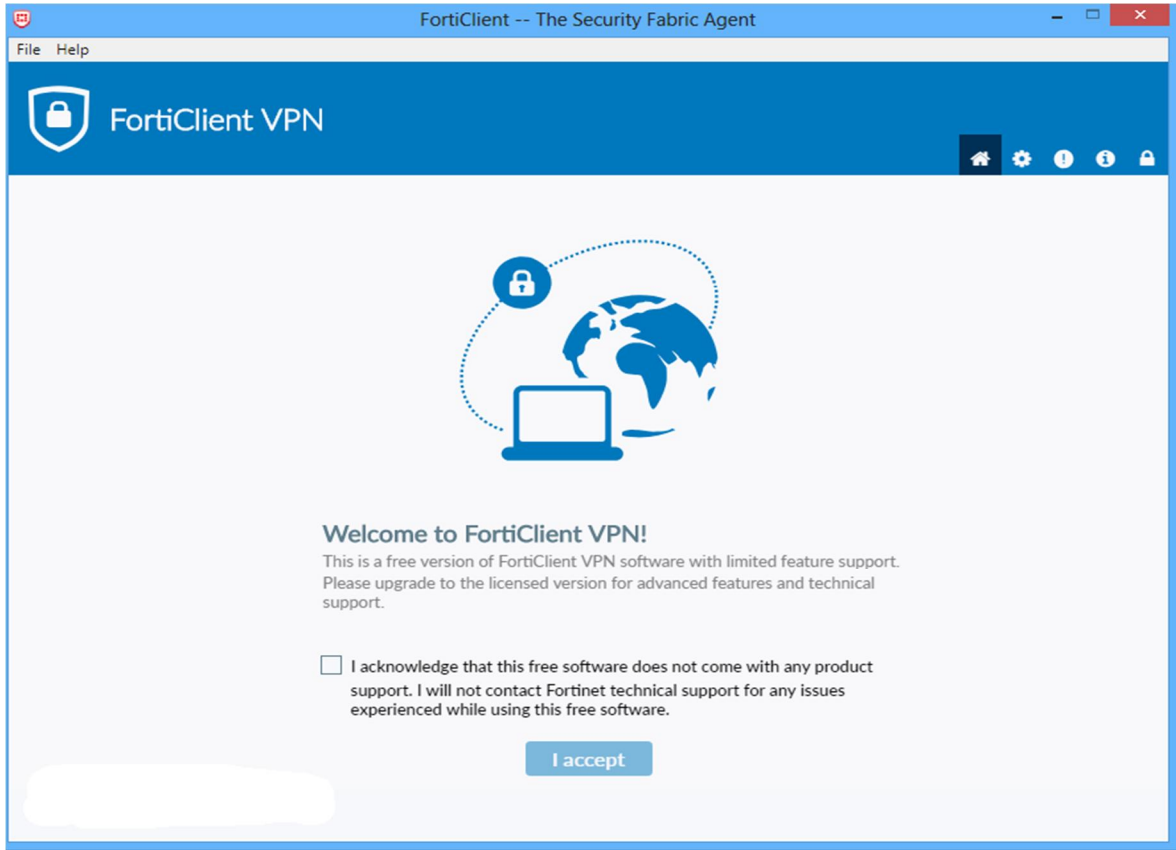 FortiClient -- The Security Fabric Agent
File Help
FortiClient VPN
Welcome to FortiClient VPN!
This is a free version of FortiClient VPN software with limited feature support.
Please upgrade to the licensed version for advanced features and technical
support.
I acknowledge that this free software does not come with any product
support. I will not contact Fortinet technical support for any issues
experienced while using this free software.
I accept